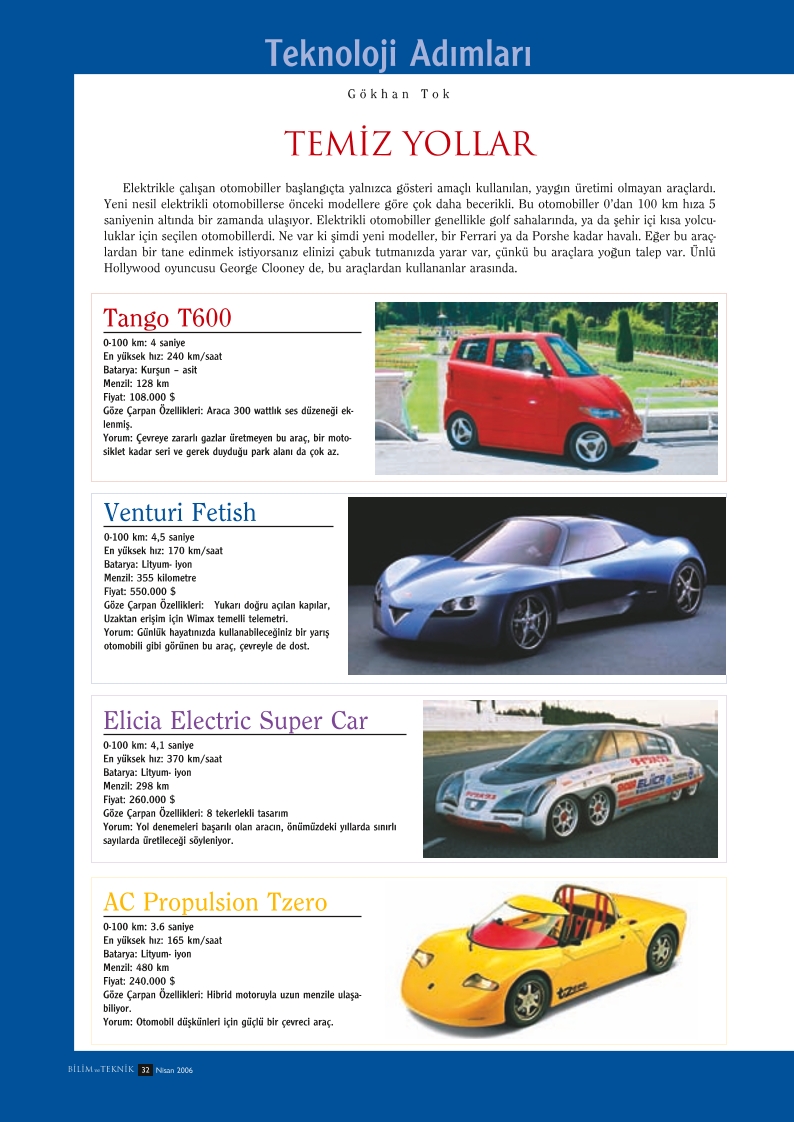 Teknoloji Adımları
Gökhan Tok
TEMİZ YOLLAR
Elektrikle çalışan otomobiller başlangıçta yalnızca gösteri amaçlı kullanılan, yaygın üretimi olmayan araçlardı.
Yeni nesil elektrikli otomobillerse önceki modellere göre çok daha becerikli. Bu otomobiller 0'dan 100 km hıza 5
saniyenin altında bir zamanda ulaşıyor. Elektrikli otomobiller genellikle golf sahalarında, ya da şehir içi kısa yolcu-
luklar için seçilen otomobillerdi. Ne var ki şimdi yeni modeller, bir Ferrari ya da Porshe kadar havalı. Eğer bu araç-
lardan bir tane edinmek istiyorsanız elinizi çabuk tutmanızda yarar var, çünkü bu araçlara yoğun talep var. Ünlü
Hollywood oyuncusu George Clooney de, bu araçlardan kullananlar arasında.
Tango T600
0-100 km: 4 saniye
En yüksek hız: 240 km/saat
Batarya: Kurşun – asit
Menzil: 128 km
Fiyat: 108.000 $
Göze Çarpan Özellikleri: Araca 300 wattlık ses düzeneği ek-
lenmiş.
Yorum: Çevreye zararlı gazlar üretmeyen bu araç, bir moto-
siklet kadar seri ve gerek duyduğu park alanı da çok az.
Venturi Fetish
0-100 km: 4,5 saniye
En yüksek hız: 170 km/saat
Batarya: Lityum- iyon
Menzil: 355 kilometre
Fiyat: 550.000 $
Göze Çarpan Özellikleri: Yukarı doğru açılan kapılar,
Uzaktan erişim için Wimax temelli telemetri.
Yorum: Günlük hayatınızda kullanabileceğiniz bir yarış
otomobili gibi görünen bu araç, çevreyle de dost.
Elicia Electric Super Car
0-100 km: 4,1 saniye
En yüksek hız: 370 km/saat
Batarya: Lityum- iyon
Menzil: 298 km
Fiyat: 260.000 $
Göze Çarpan Özellikleri: 8 tekerlekli tasarım
Yorum: Yol denemeleri başarılı olan aracın, önümüzdeki yıllarda sınırlı
sayılarda üretileceği söyleniyor.
ELIICA
AC Propulsion Tzero
0-100 km: 3.6 saniye
En yüksek hız: 165 km/saat
Batarya: Lityum- iyon
Menzil: 480 km
Fiyat: 240.000 $
Göze Çarpan Özellikleri: Hibrid motoruyla uzun menzile ulaşa-
biliyor.
Yorum: Otomobil düşkünleri için güçlü bir çevreci araç.
tzero
BİLİM ve TEKNİK 32 Nisan 2006